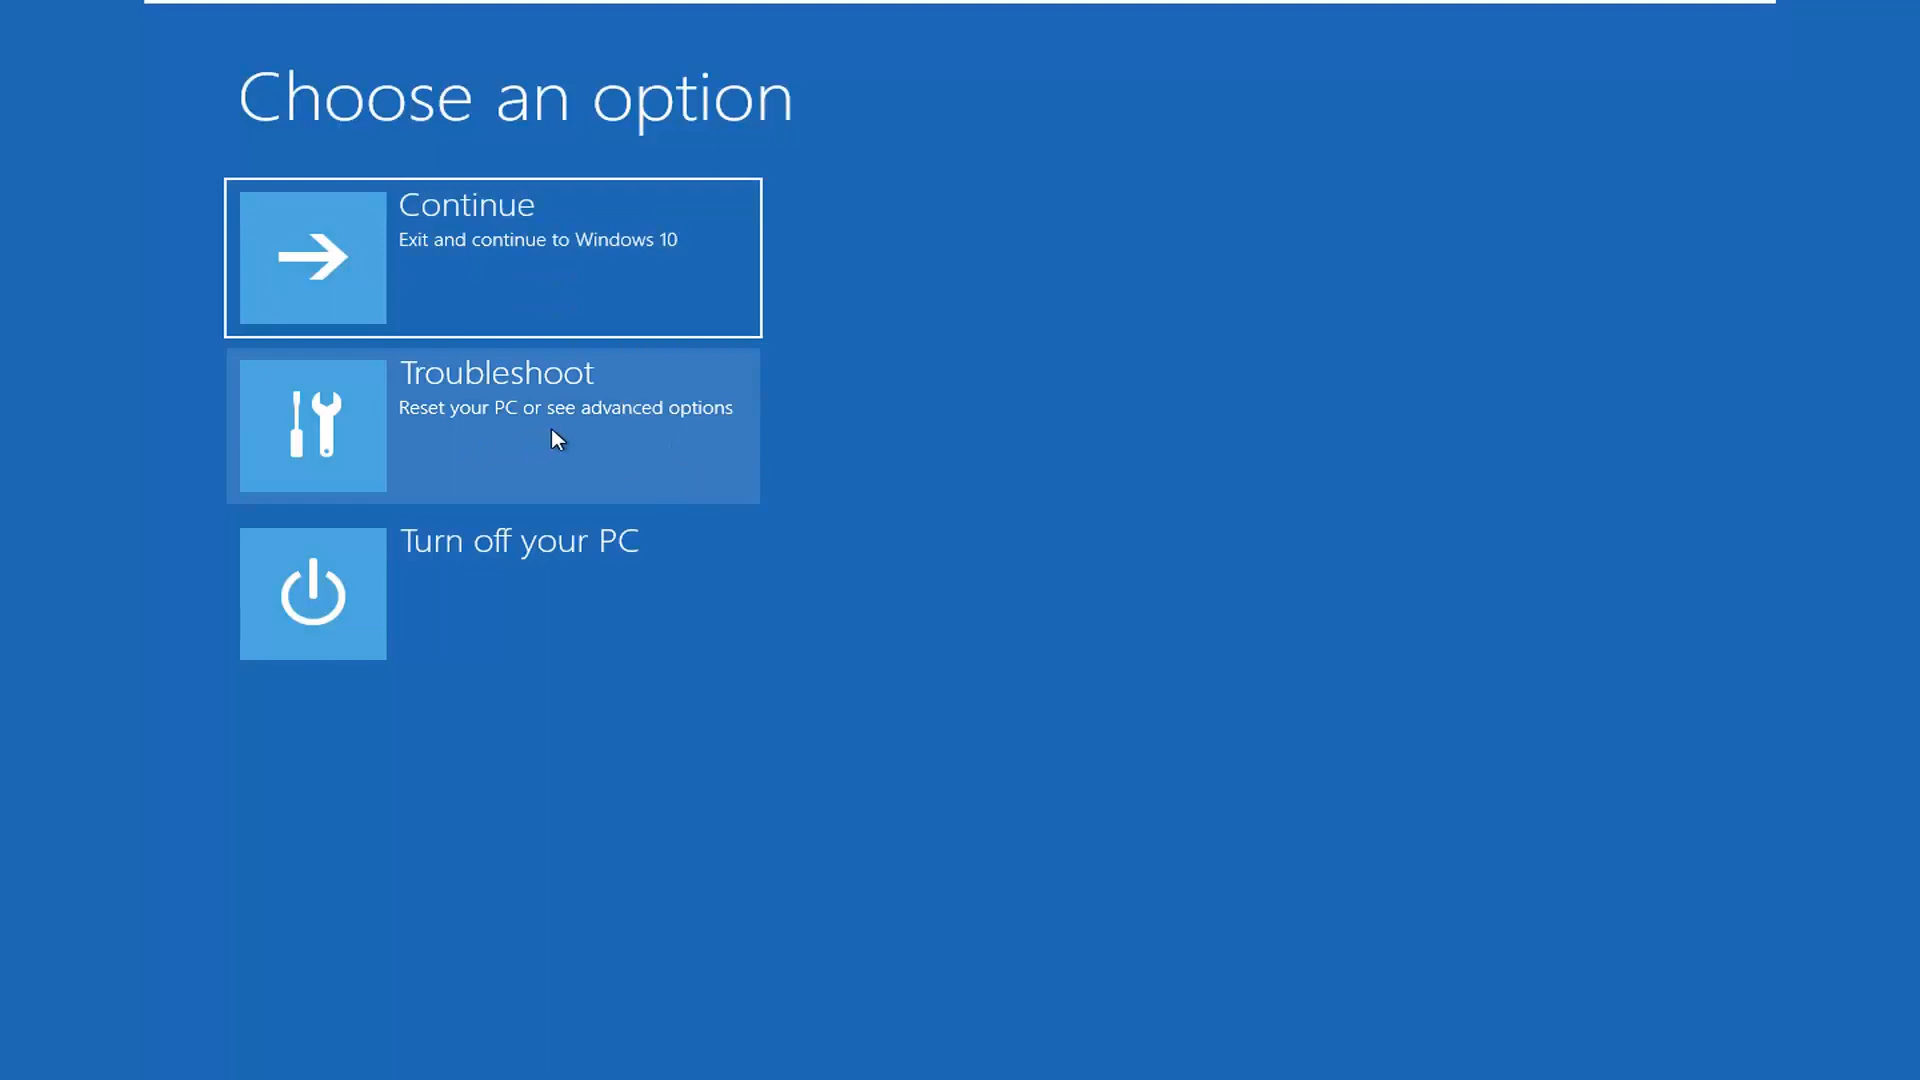 Choose an option
Continue
Exit and continue to Windows 10
Troubleshoot
Reset your PC or see advanced options
Turn off your PC